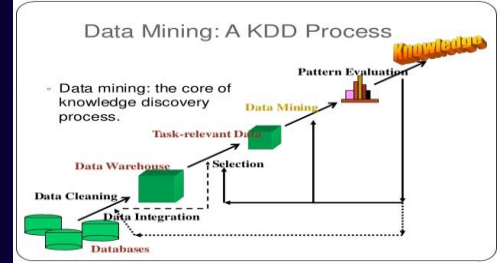 Data Mining: A KDD Process
Knowledge
Pattern Evaluation
◦ Data mining: the core of
knowledge discovery
process.
Data Mining
Task-relevant Data
Data Warehouse
Selection
Data Cleaning
Data Integration
Databases